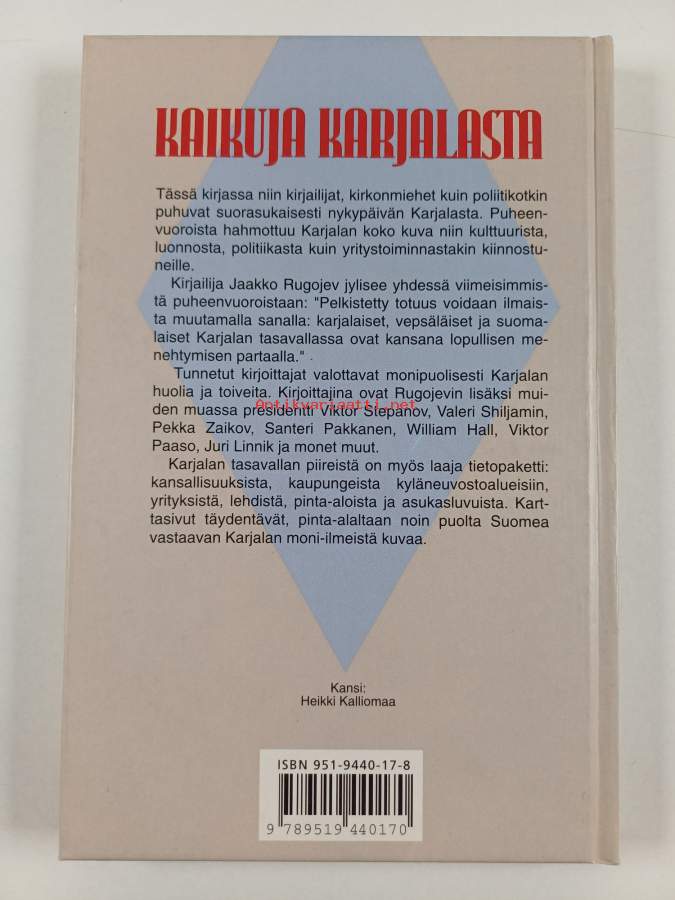 KAIKUJA KARJALASTA
Tässä kirjassa niin kirjailijat, kirkonmiehet kuin poliitikotkin
puhuvat suorasukaisesti nykypäivän Karjalasta. Puheen-
vuoroista hahmottuu Karjalan koko kuva niin kulttuurista,
luonnosta, politiikasta kuin yritystoiminnastakin kiinnostu-
neille.
Kirjailija Jaakko Rugojev jylisee yhdessä viimeisimmis-
tä puheenvuoroistaan: "Pelkistetty totuus voidaan ilmais-
ta muutamalla sanalla: karjalaiset, vepsäläiset ja suoma-
laiset Karjalan tasavallassa ovat kansana lopullisen me-
nehtymisen partaalla."
Tunnetut kirjoittajat valottavat monipuolisesti Karjalan
huolia ja toiveita. Kirjoittajina ovat Rugojevin lisäksi mui-
antikvariaatti.net
den muassa presidentti Viktor Stepanov, Valeri Shiljamin,
Pekka Zaikov, Santeri Pakkanen, William Hall, Viktor
Paaso, Juri Linnik ja monet muut.
Karjalan tasavallan piireistä on myös laaja tietopaketti:
kansallisuuksista, kaupungeista kyläneuvostoalueisiin,
yrityksistä, lehdistä, pinta-aloista ja asukasluvuista. Kart-
tasivut täydentävät, pinta-alaltaan noin puolta Suomea
vastaavan Karjalan moni-ilmeistä kuvaa.
Kansi:
Heikki Kalliomaa
ISBN 951-9440-17-8
9 789519 440170